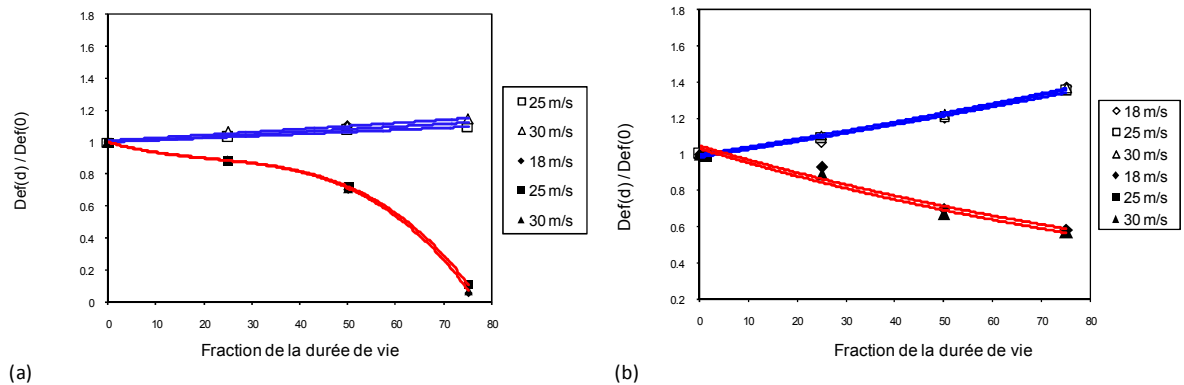 1.8
1.6
1.4
1.2
1
0.8
0.6
0.4
0.2
0
Def(d) / Def(0)
0 10 20 30 40 50 60 70 80
Fraction de la durée de vie
25 m/s
30 m/s
18 m/s
25 m/s
30 m/s
(a)
1.8
1.6
1.4
1.2
1
0.8
0.6
0.4
0.2
Def(d) / Def(0)
0 10 20 30 40 50 60 70 80
Fraction de la durée de vie
18 m/s
25 m/s
30 m/s
18 m/s
25 m/s
30 m/s
(b)